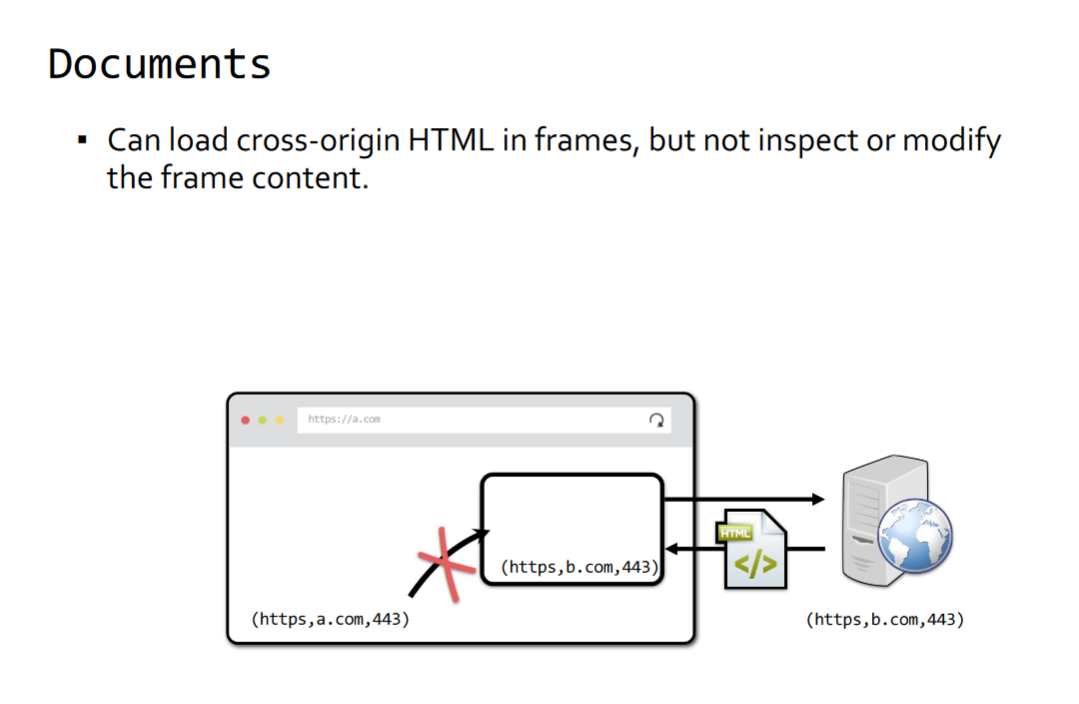 Documents
▪ Can load cross-origin HTML in frames, but not inspect or modify
the frame content.
https://a.com
HTML
</>
(https,b.com,443)
(https,a.com,443)
(https,b.com,443)